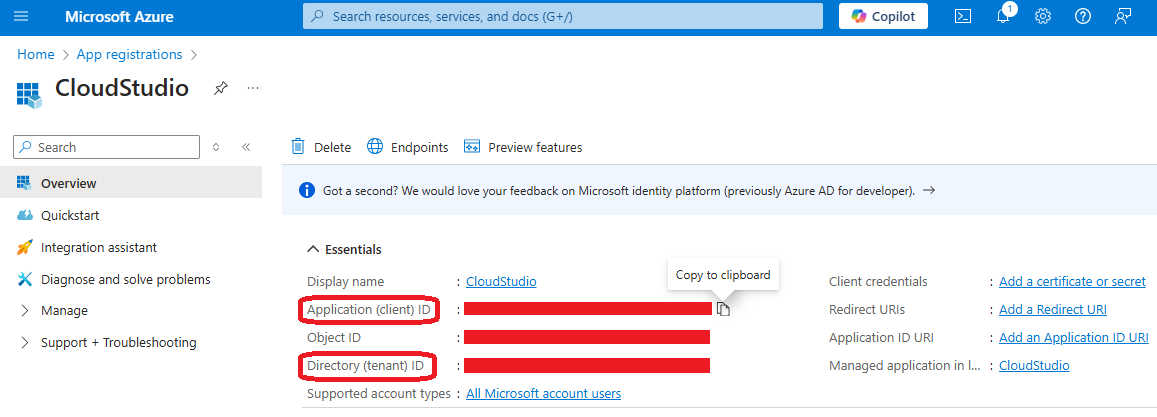 Microsoft Azure
Search resources, services, and docs (G+/)
Copilot
1
Home > App registrations >
CloudStudio
Search
Overview
Quickstart
Integration assistant
Diagnose and solve problems
Manage
Support + Troubleshooting
Delete
Endpoints
Preview features
Got a second? We would love your feedback on Microsoft identity platform (previously Azure AD for developer).
Essentials
Copy to clipboard
Display name : CloudStudio
Application (client) ID :
Object ID :
Directory (tenant) ID :
Supported account types : All Microsoft account users
Client credentials : Add a certificate or secret
Redirect URIs : Add a Redirect URI
Application ID URI : Add an Application ID URI
Managed application in l... : CloudStudio